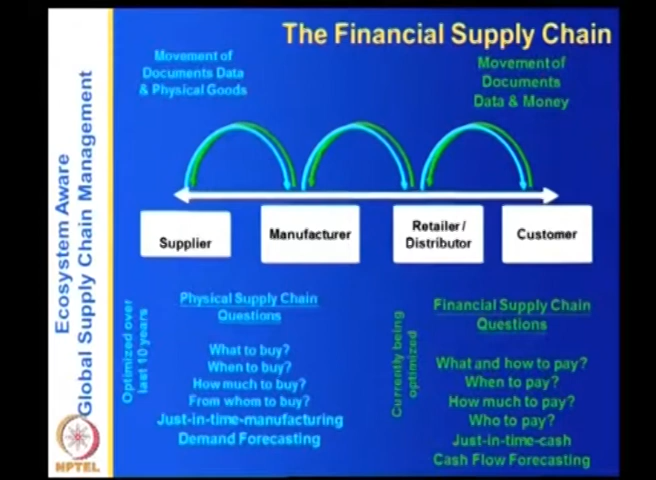 The Financial Supply Chain
Movement of
Documents Data
& Physical Goods
Movement of
Documents
Data & Money
Supplier
Manufacturer
Retailer /
Distributor
Customer
Optimized over
last 10 years
Physical Supply Chain
Questions
What to buy?
When to buy?
How much to buy?
From whom to buy?
Just-in-time-manufacturing
Demand Forecasting
Currently being
optimized
Financial Supply Chain
Questions
What and how to pay?
When to pay?
How much to pay?
Who to pay?
Just-in-time-cash
Cash Flow Forecasting
Ecosystem Aware
Global Supply Chain Management
NPTEL